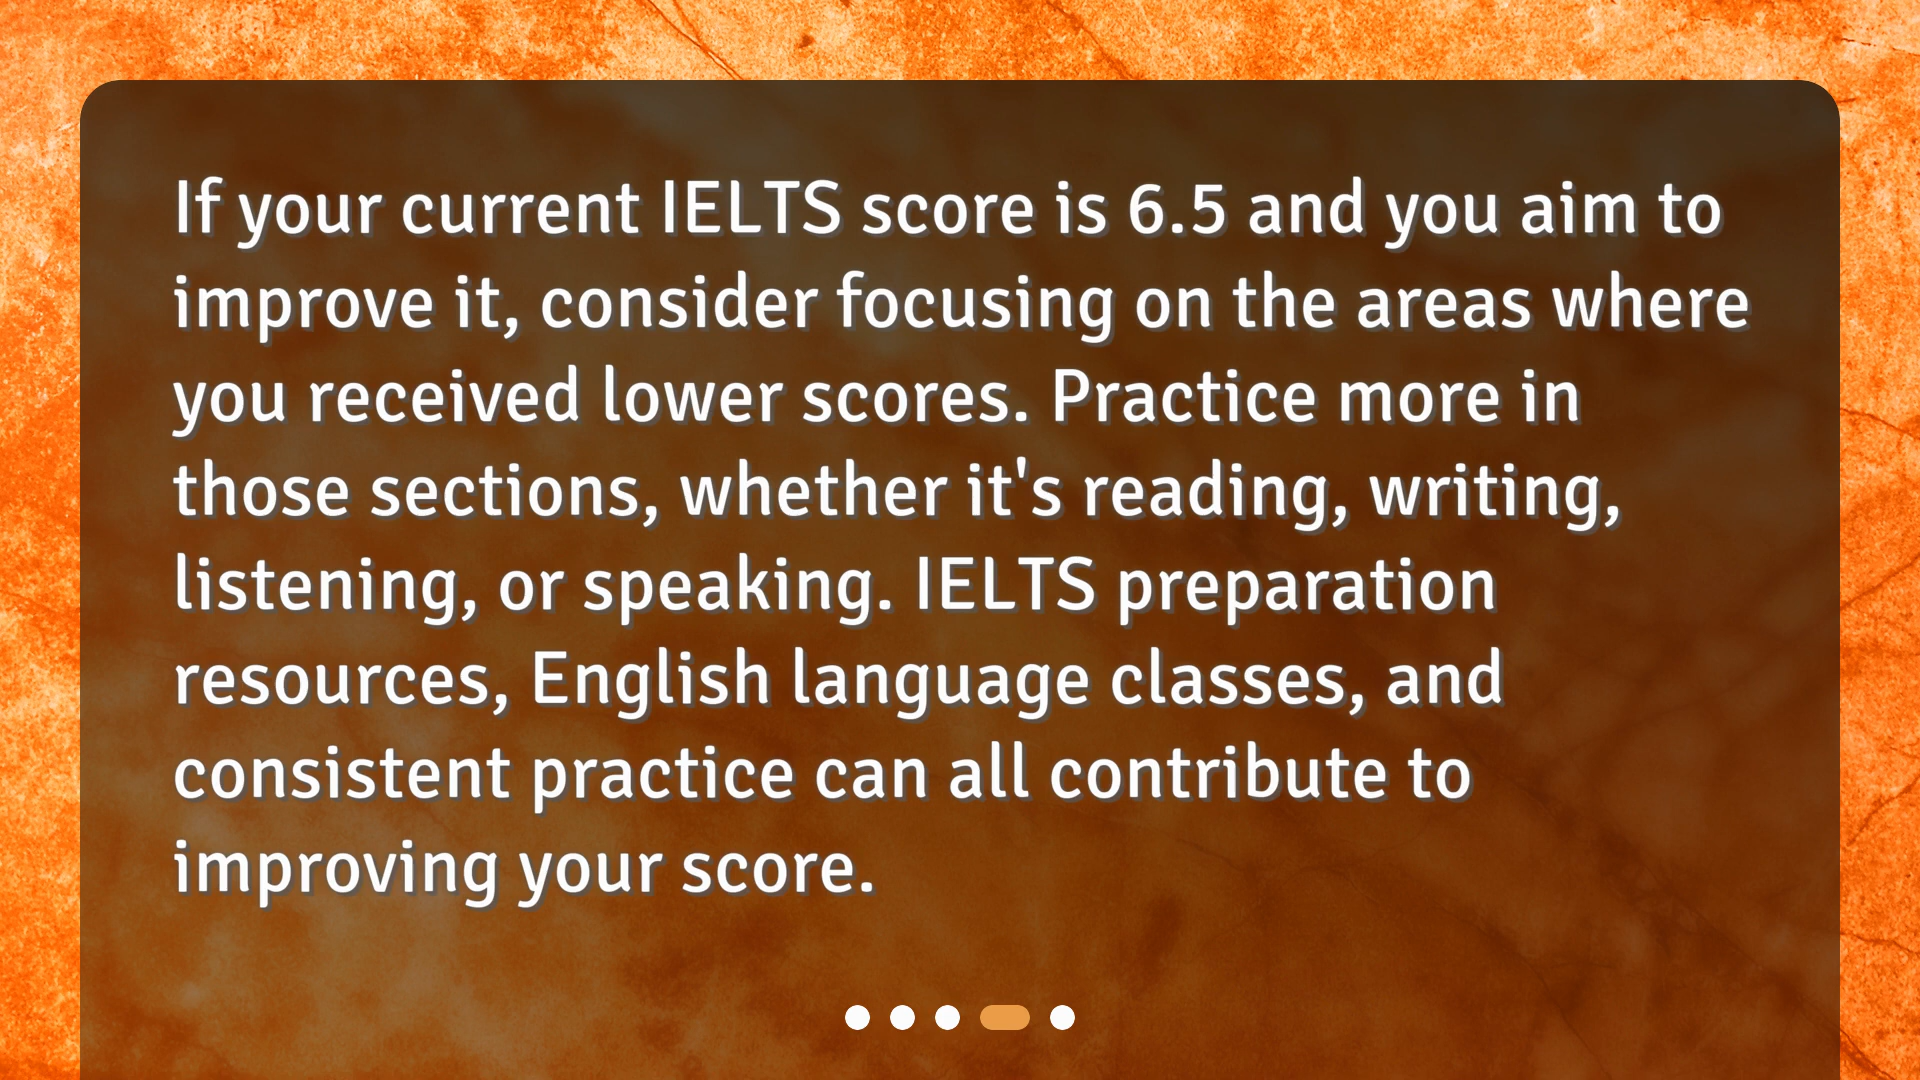 If your current IELTS score is 6.5 and you aim to
improve it, consider focusing on the areas where
you received lower scores. Practice more in
those sections, whether it's reading, writing,
listening, or speaking. IELTS preparation
resources, English language classes, and
consistent practice can all contribute to
improving your score.